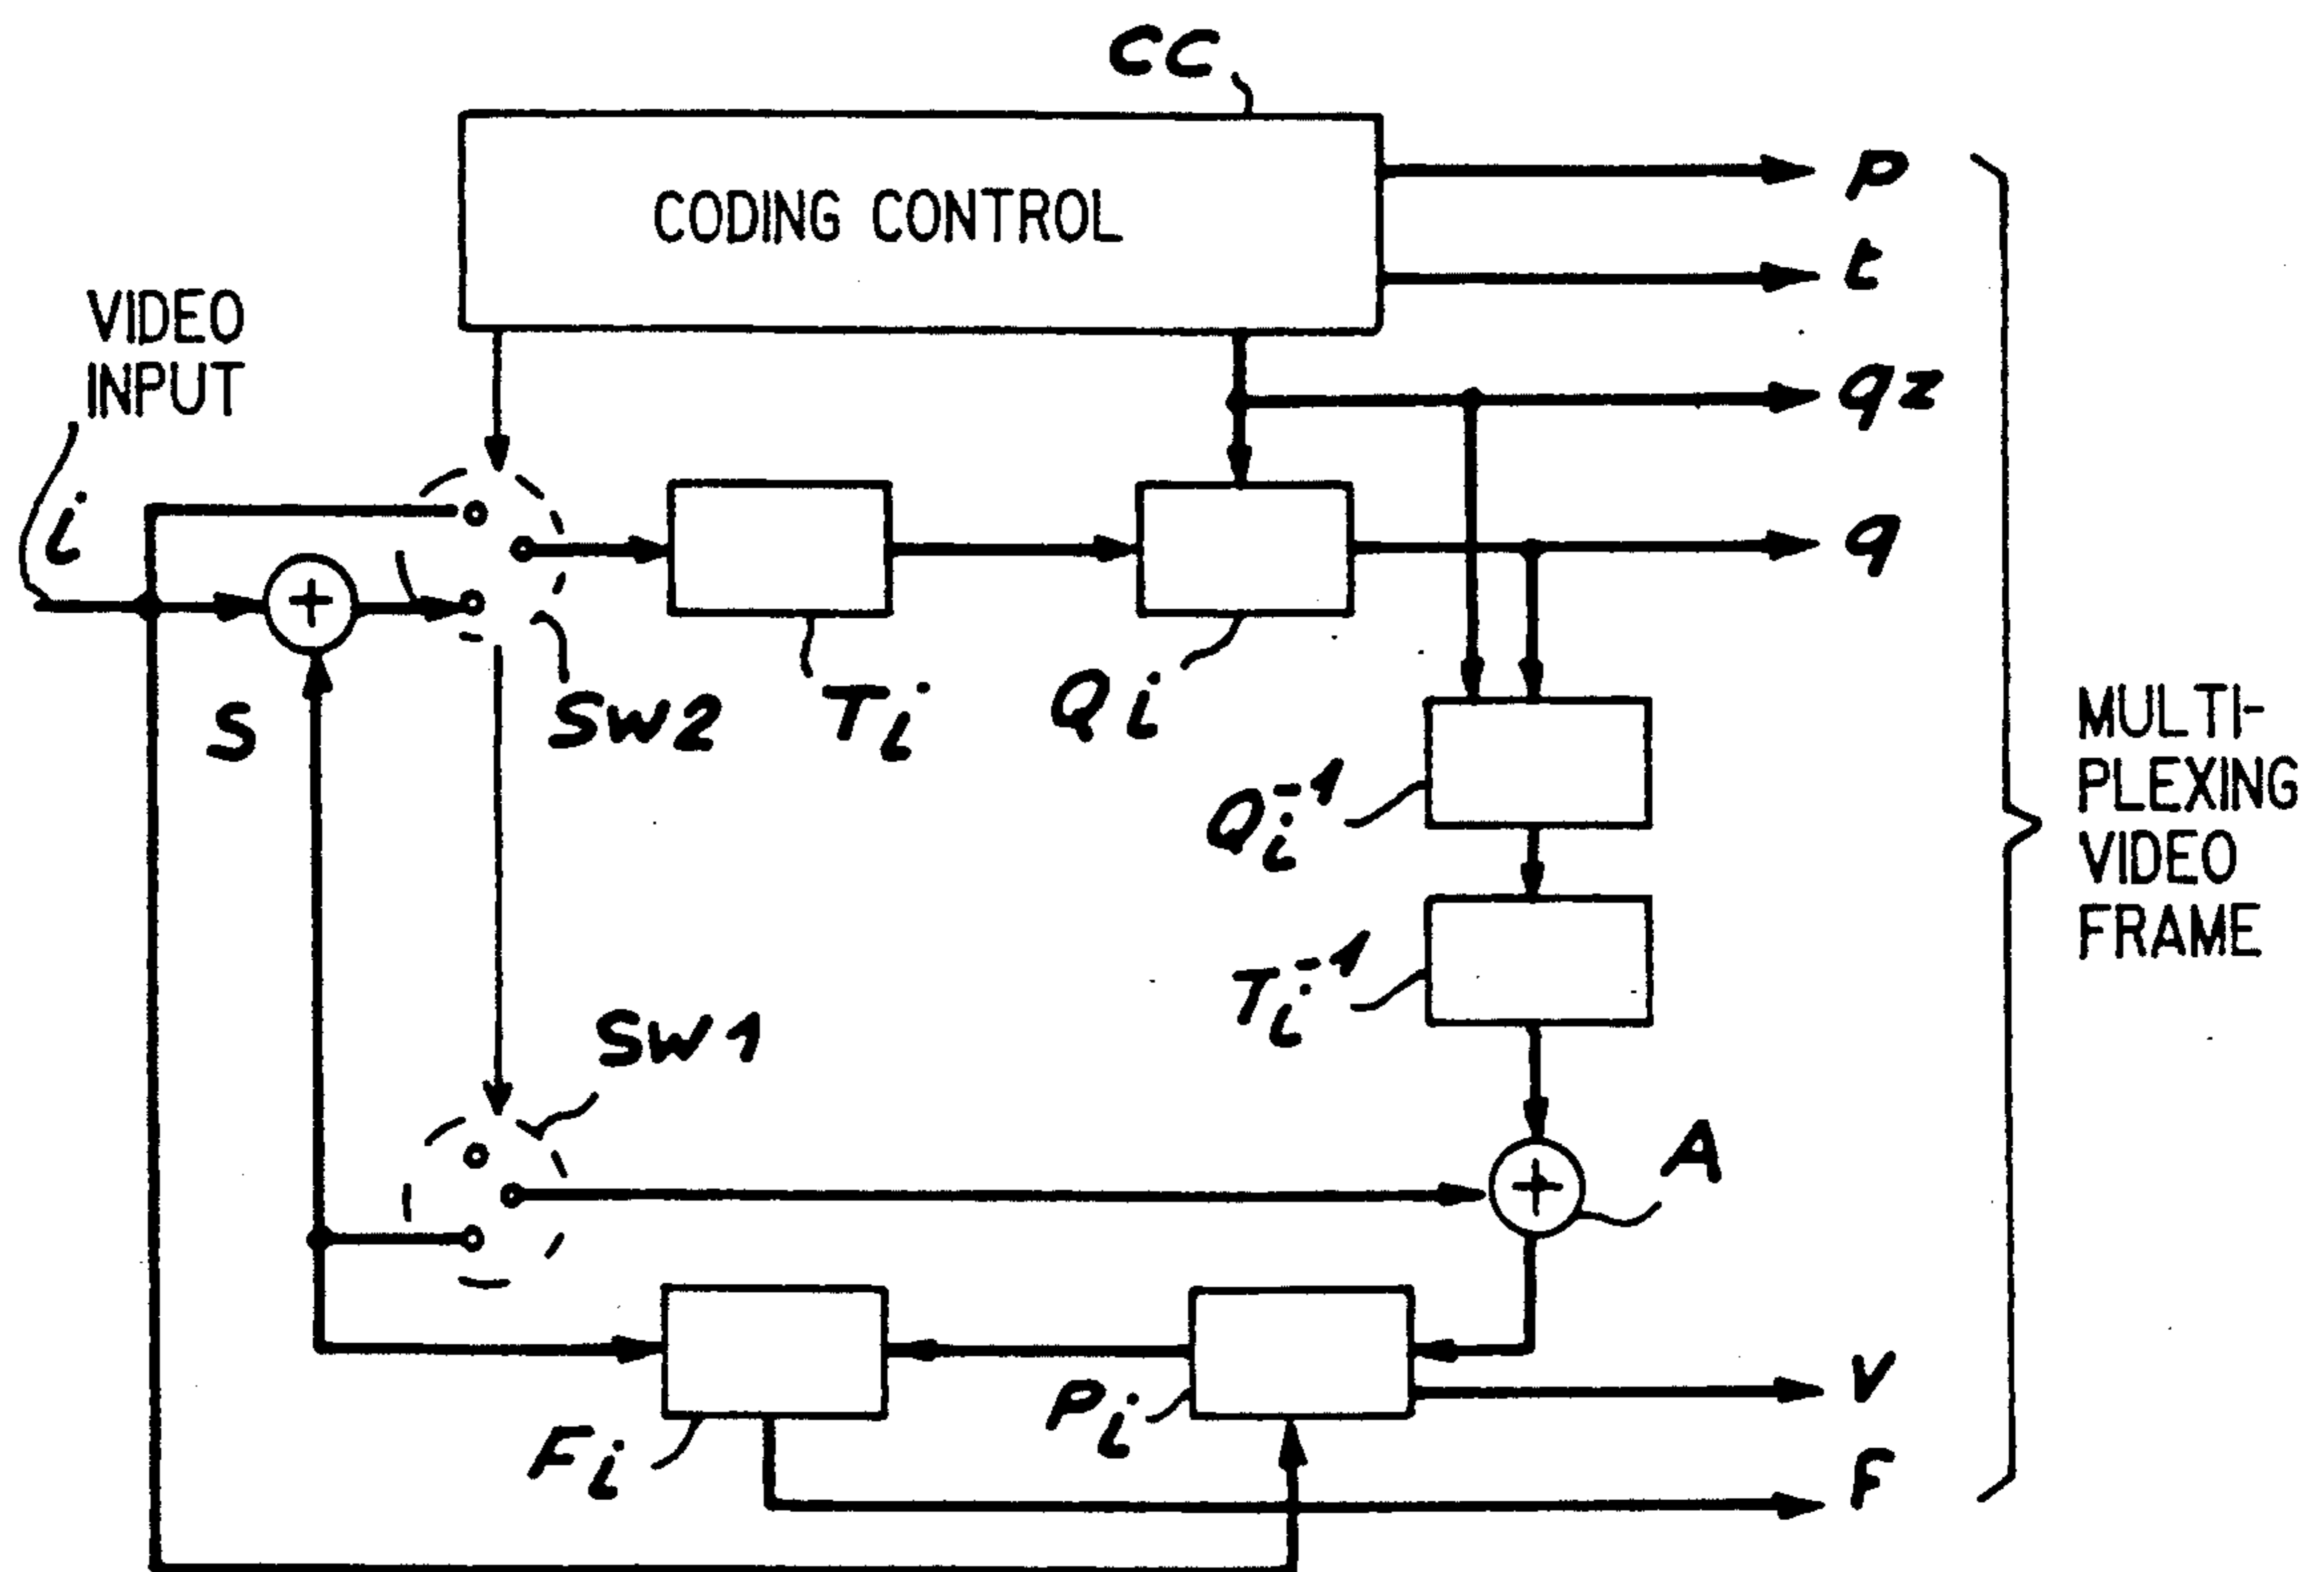 CC
CODING CONTROL
p
t
VIDEO
INPUT
qz
i
q
S
SW2
Ti
Qi
MULTI-
PLEXING
VIDEO
FRAME
Qi⁻¹
Ti⁻¹
SW1
A
Fi
Pi
V
F